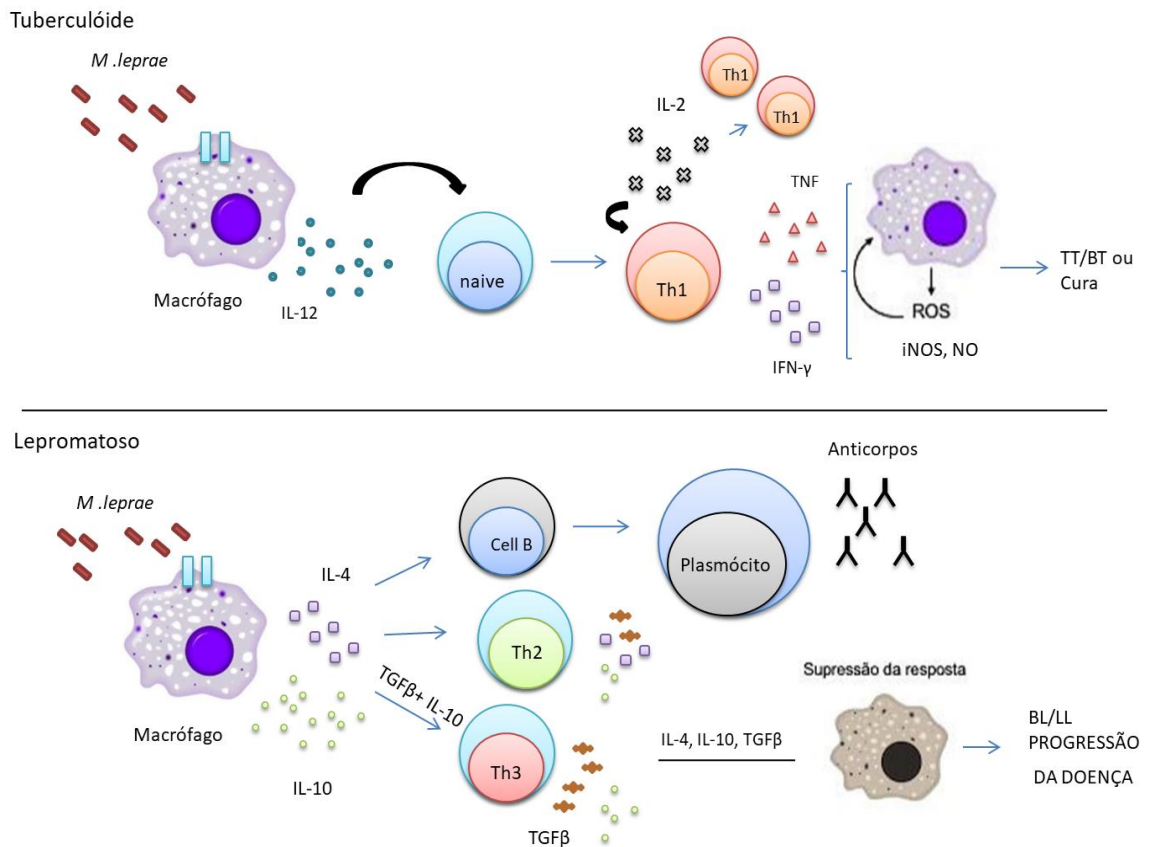 Tuberculóide
M .leprae
Macrófago
IL-12
naive
IL-2
Th1
Th1
Th1
TNF
IFN-γ
ROS
iNOS, NO
TT/BT ou
Cura
Lepromatoso
M .leprae
Macrófago
IL-4
IL-10
TGFβ+ IL-10
Cell B
Th2
Th3
TGFβ
Plasmócito
Anticorpos
IL-4, IL-10, TGFβ
Supressão da resposta
BL/LL
PROGRESSÃO
DA DOENÇA